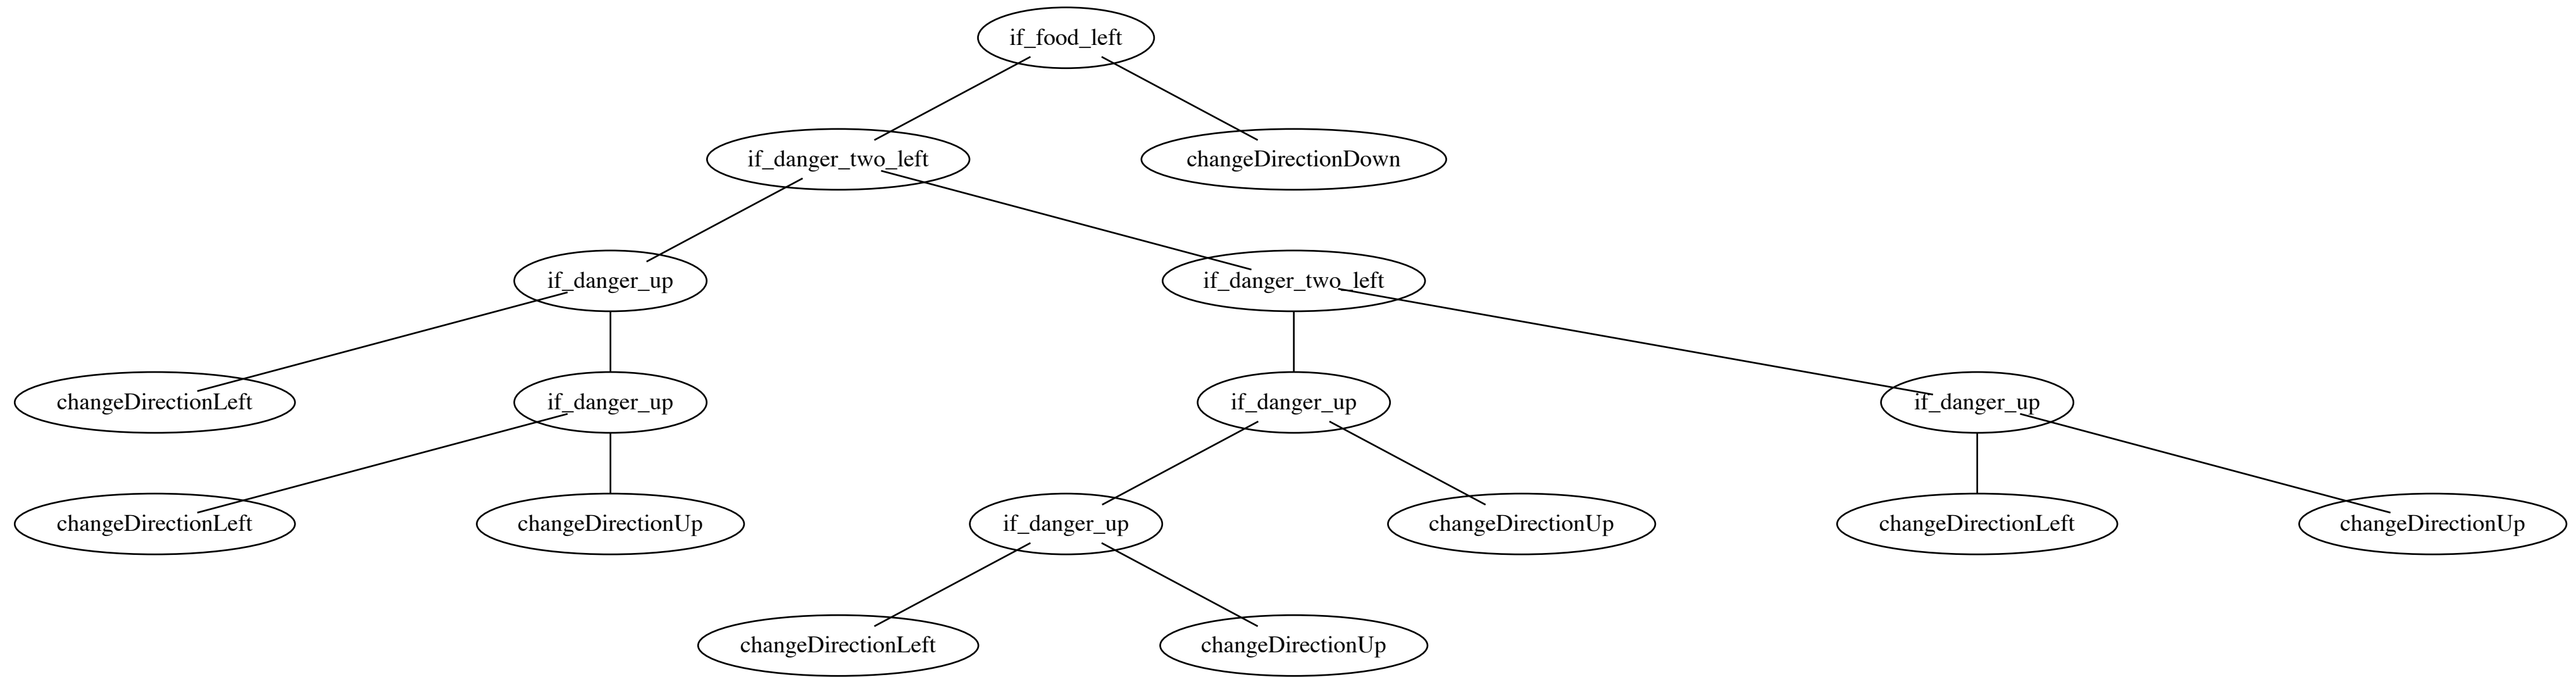 if_food_left
if_danger_two_left
changeDirectionDown
if_danger_up
if_danger_two_left
changeDirectionLeft
if_danger_up
if_danger_up
if_danger_up
changeDirectionLeft
changeDirectionUp
if_danger_up
changeDirectionUp
changeDirectionLeft
changeDirectionUp
changeDirectionLeft
changeDirectionUp